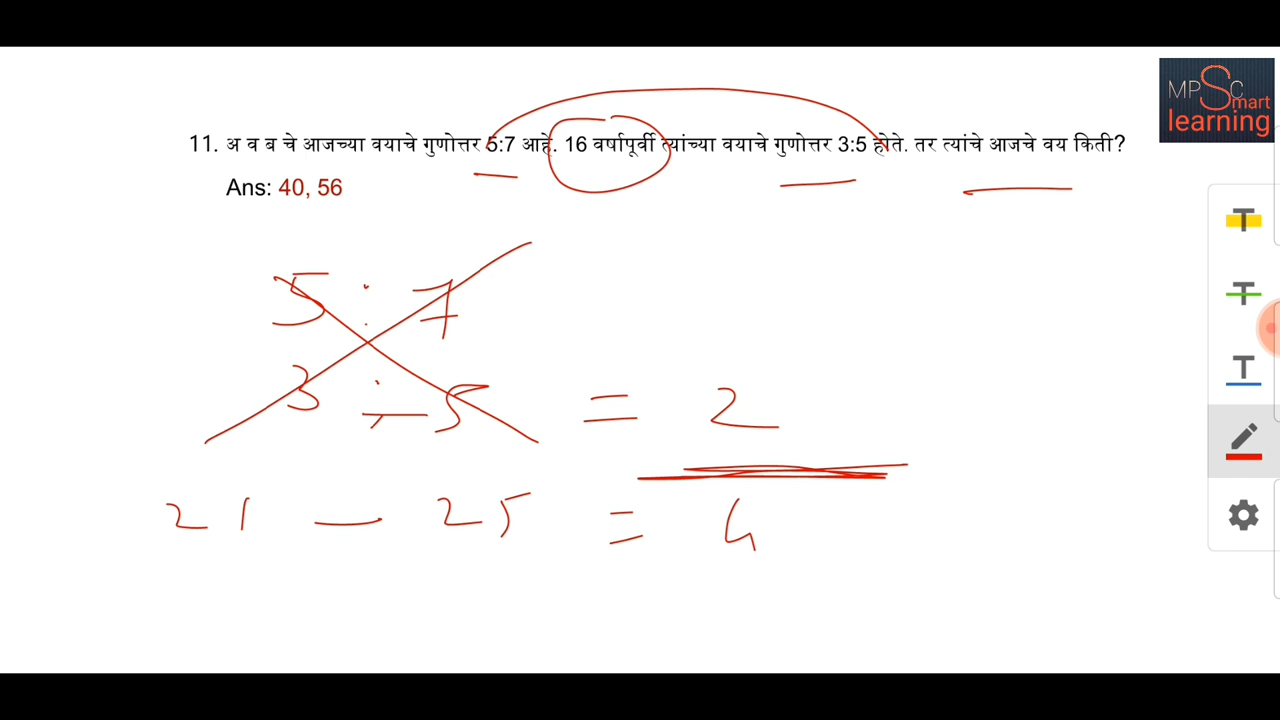 MPSC
Smart
learning
11. अ व ब चे आजच्या वयाचे गुणोत्तर 5:7 आहे. 16 वर्षापूर्वी त्यांच्या वयाचे गुणोत्तर 3:5 होते. तर त्यांचे आजचे वय किती?
Ans: 40, 56
5 : 7
3 : 5 = 2
21 — 25 = 4